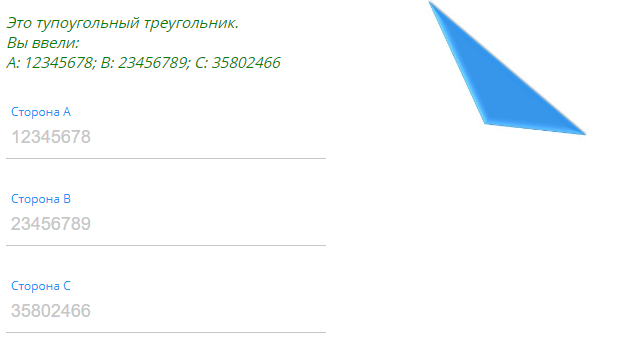 Это тупоугольный треугольник.
Вы ввели:
A: 12345678; B: 23456789; C: 35802466
Сторона A
12345678
Сторона B
23456789
Сторона C
35802466